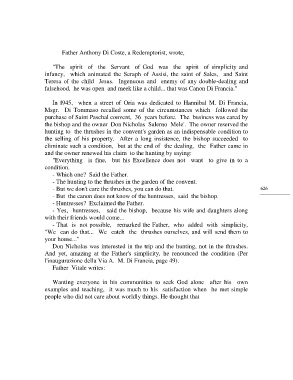 Father Anthony Di Coste, a Redemptorist, wrote,
"The spirit of the Servant of God was the spirit of simplicity and
infancy, which animated the Seraph of Assisi, the saint of Sales, and Saint
Teresa of the child Jesus. Ingenuous and enemy of any double-dealing and
falsehood, he was open and meek like a child... that was Canon Di Francia."
In l945, when a street of Oria was dedicated to Hannibal M. Di Francia,
Msgr. Di Tommaso recalled some of the circumstances which followed the
purchase of Saint Paschal convent, 36 years before. The business was cared by
the bishop and the owner Don Nicholas Salerno Mele'. The owner reserved the
hunting to the thrushes in the convent's garden as an indispensable condition to
the selling of his property. After a long insistence, the bishop succeeded to
eliminate such a condition, but at the end of the dealing, the Father came in
and the owner renewed his claim to the hunting by saying:
"Everything is fine, but his Excellence does not want to give in to a
condition...
- Which one? Said the Father.
- The hunting to the thrushes in the garden of the convent.
- But we don't care the thrushes, you can do that.
- But the canon does not know of the huntresses, said the bishop.
- Huntresses? Exclaimed the Father.
- Yes, huntresses, said the bishop, because his wife and daughters along
with their friends would come...
- That is not possible, remarked the Father, who added with simplicity,
"We can do that... We catch the thrushes ourselves, and will send them to
your house..."
Don Nicholas was interested in the trip and the hunting, not in the thrushes.
And yet, amazing at the Father's simplicity, he renounced the condition (Per
l'inaugurazione della Via A. M. Di Francia, page 49).
Father Vitale writes:
Wanting everyone in his communities to seek God alone after his own
examples and teaching, it was much to his satisfaction when he met simple
people who did not care about worldly things. He thought that
626